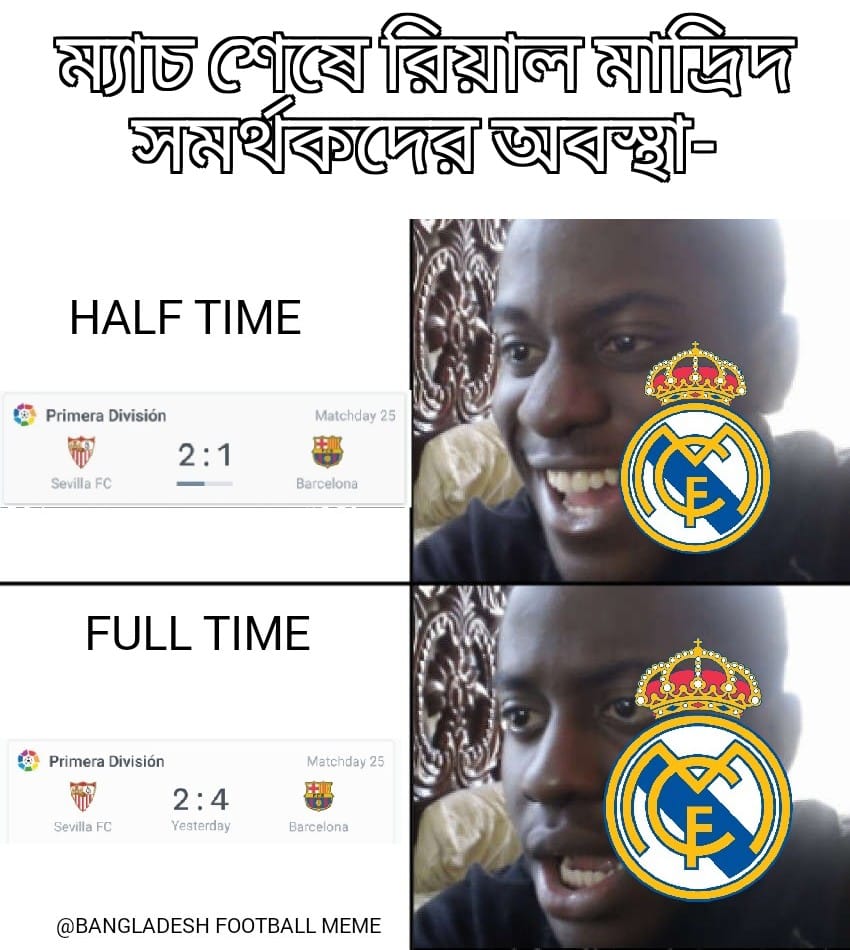 ম্যাচ শেষে রিয়াল মাদ্রিদ
সমর্থকদের অবস্থা-
HALF TIME
Primera División Matchday 25
2:1
Sevilla FC Barcelona
FULL TIME
Primera División Matchday 25
2:4
Sevilla FC Yesterday Barcelona
@BANGLADESH FOOTBALL MEME